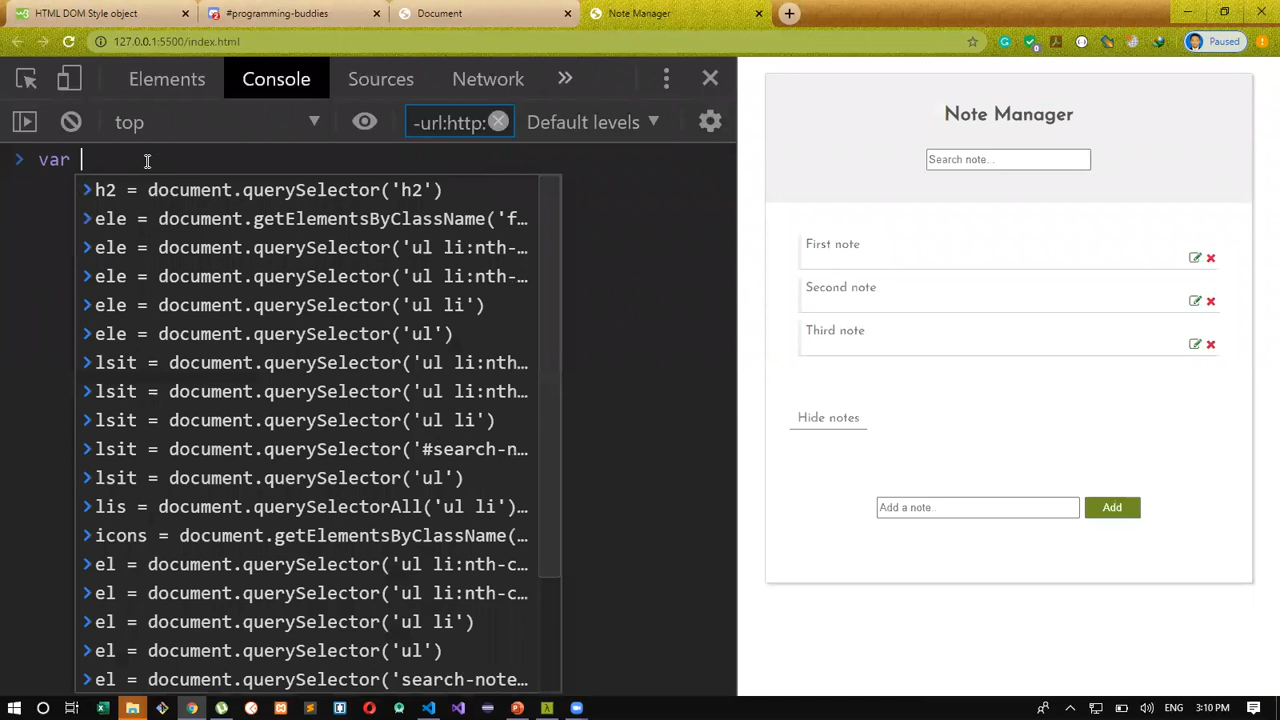 HTML DOM Style object
#programming-buddies
Document
Note Manager
127.0.0.1:5500/index.html
Paused
Elements
Console
Sources
Network
top
-url:http:
Default levels
> var
h2 = document.querySelector('h2')
ele = document.getElementsByClassName('f…
ele = document.querySelector('ul li:nth-…
ele = document.querySelector('ul li:nth-…
ele = document.querySelector('ul li')
ele = document.querySelector('ul')
lsit = document.querySelector('ul li:nth…
lsit = document.querySelector('ul li:nth…
lsit = document.querySelector('ul li')
lsit = document.querySelector('#search-n…
lsit = document.querySelector('ul')
lis = document.querySelectorAll('ul li')…
icons = document.getElementsByClassName(…
el = document.querySelector('ul li:nth-c…
el = document.querySelector('ul li:nth-c…
el = document.querySelector('ul li')
el = document.querySelector('ul')
el = document.querySelector('search-note…
Note Manager
Search note. .
First note
Second note
Third note
Hide notes
Add a note..
Add
ENG
3:10 PM